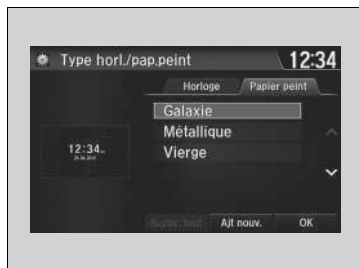 Type horl./pap.peint
12:34
Horloge
Papier peint
Galaxie
Métallique
Vierge
12:34
Suppr. tout
Ajt nouv.
OK